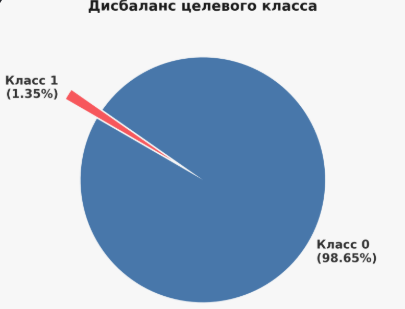 Дисбаланс целевого класса
Класс 1
(1.35%)
Класс 0
(98.65%)